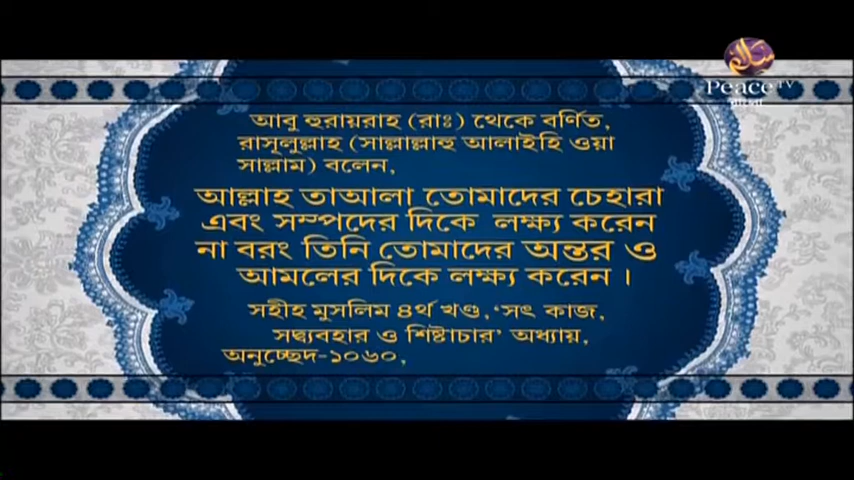 سلام
Peace TV
বাংলা
আবু হুরায়রাহ (রাঃ) থেকে বর্ণিত,
রাসূলুল্লাহ (সাল্লাল্লাহু আলাইহি ওয়া
সাল্লাম) বলেন,
আল্লাহ তাআলা তোমাদের চেহারা
এবং সম্পদের দিকে লক্ষ্য করেন
না বরং তিনি তোমাদের অন্তর ও
আমলের দিকে লক্ষ্য করেন ।
সহীহ মুসলিম ৪র্থ খণ্ড,‘সৎ কাজ,
সদ্ব্যবহার ও শিষ্টাচার’ অধ্যায়,
অনুচ্ছেদ-১০৬০,